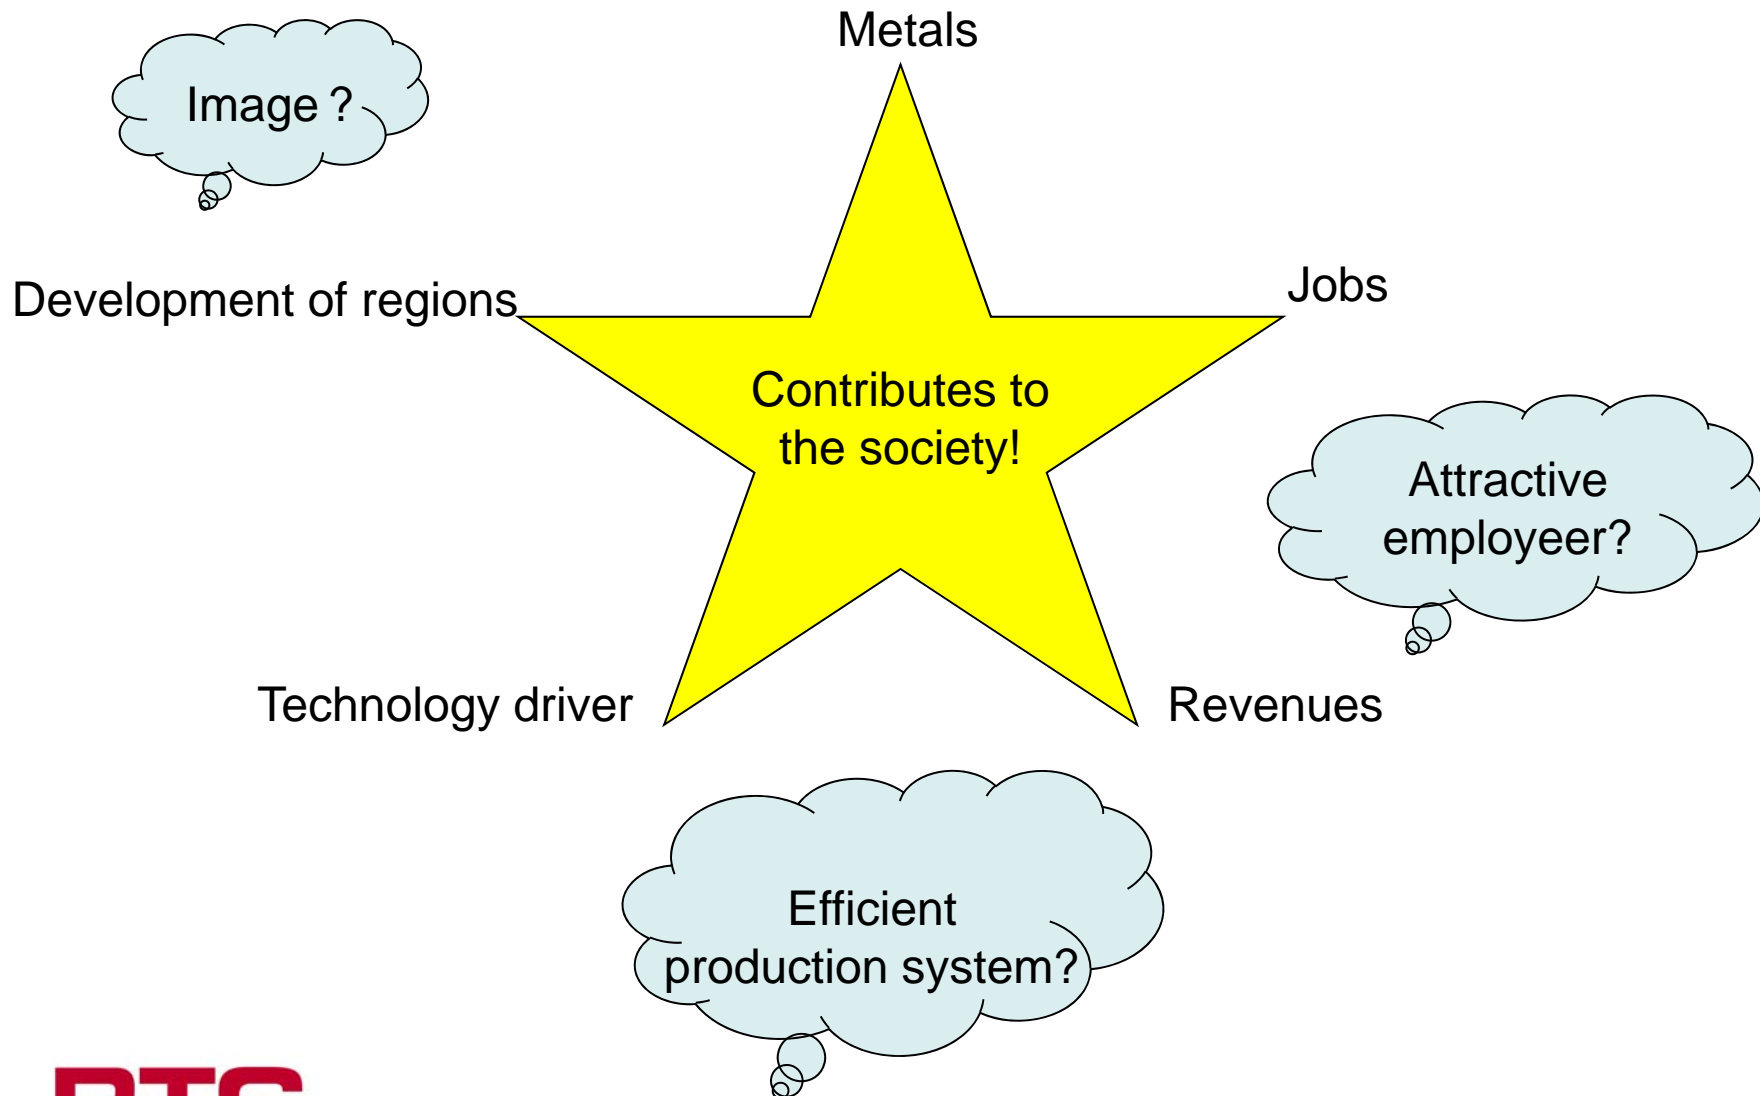 Metals
Image ?
Development of regions
Jobs
Contributes to
the society!
Attractive
employeer?
Technology driver
Revenues
Efficient
production system?